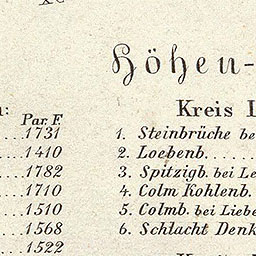 Höhen-
Kreis
Par. F
1731
1410
1782
1710
1510
1568
1522
1. Steinbrüche be
2. Loebenb.....
3. Spitzigb. bei Le
4. Colm Kohlenb.
5. Colmb. bei Liebe
6. Schlacht Denk